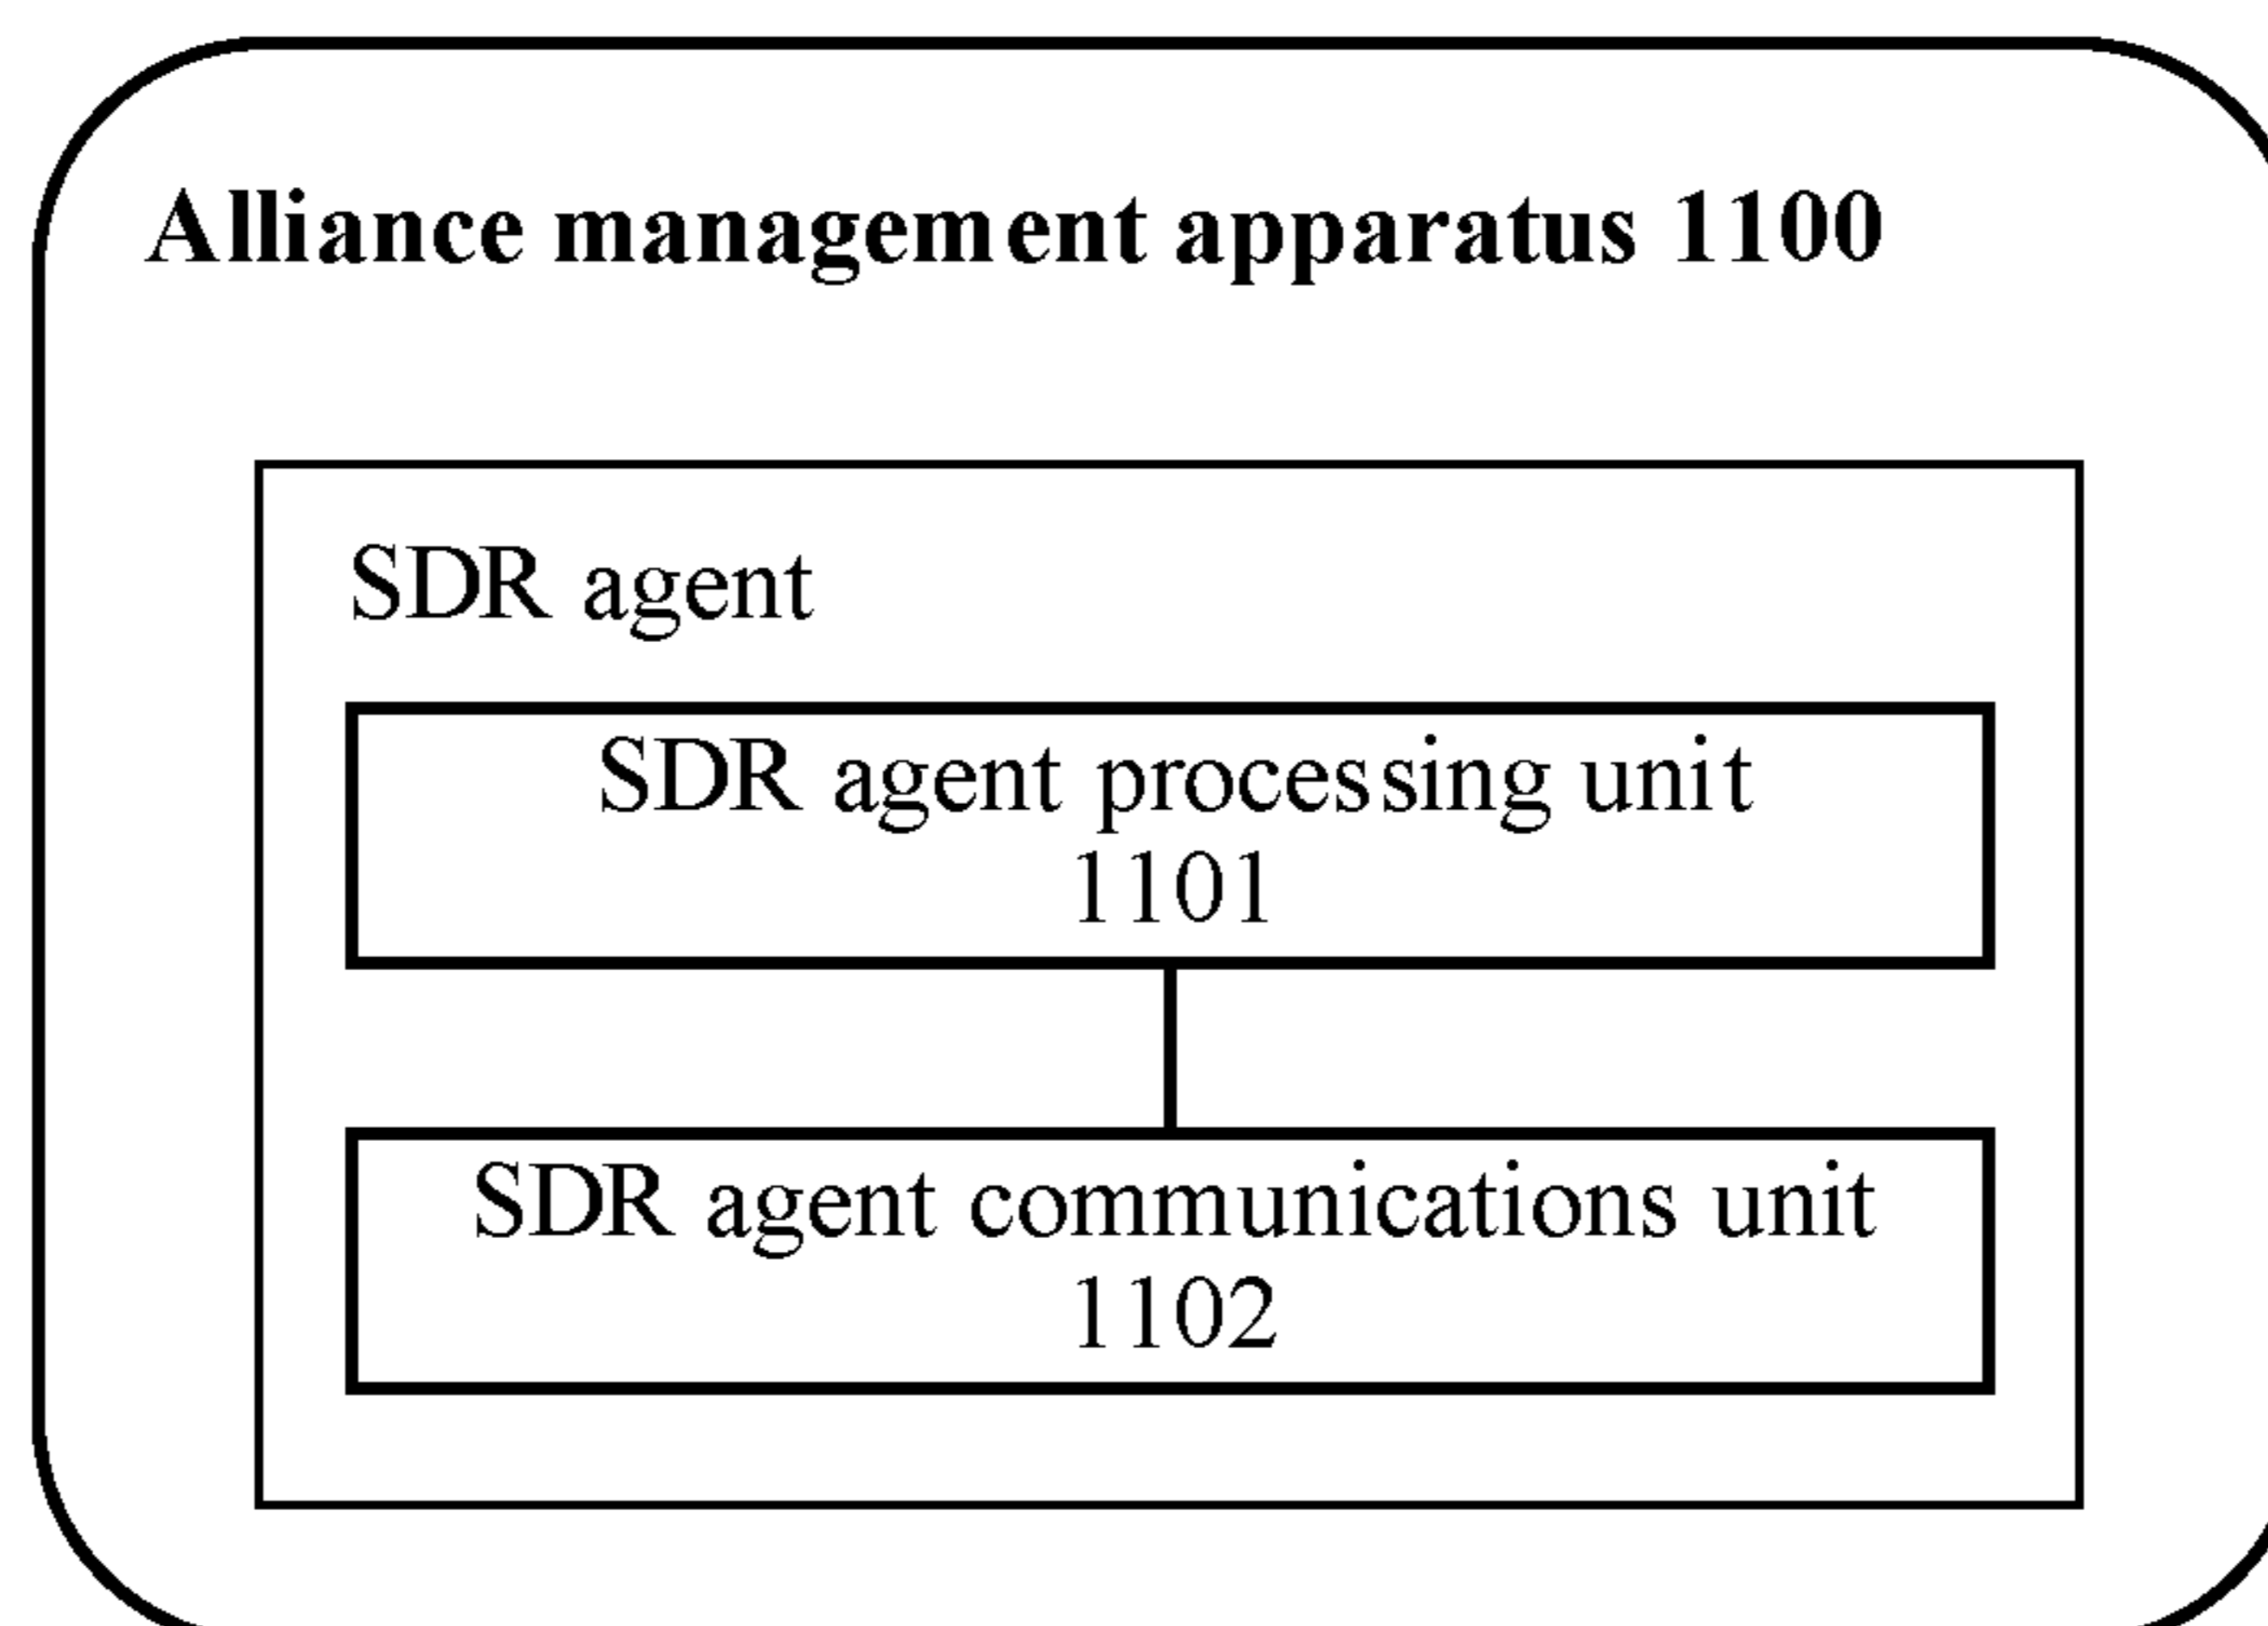 Alliance management apparatus 1100
SDR agent
SDR agent processing unit
1101
SDR agent communications unit
1102